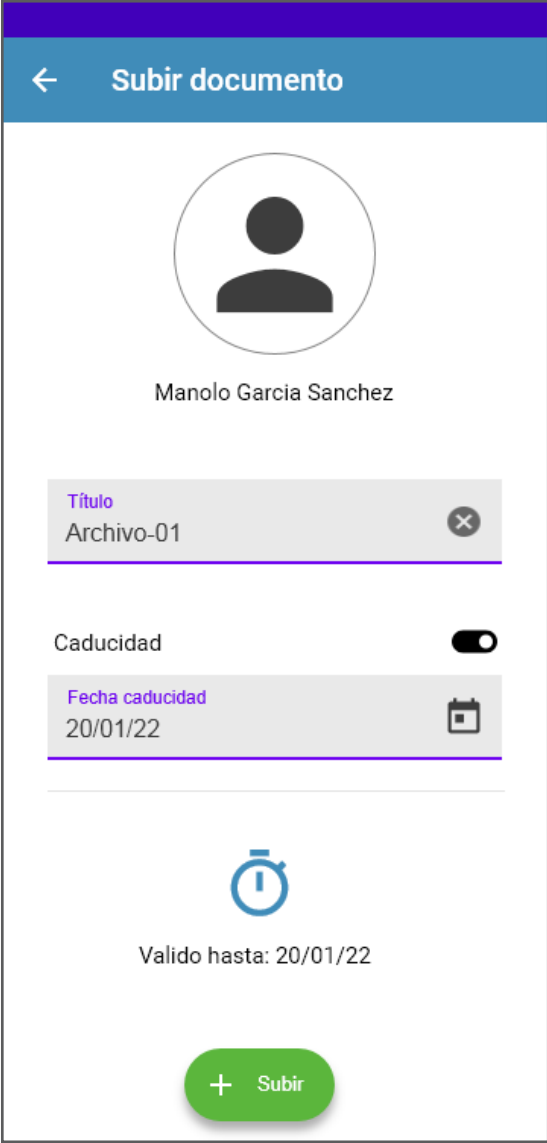 Subir documento
Manolo Garcia Sanchez
Título
Archivo-01
Caducidad
Fecha caducidad
20/01/22
Valido hasta: 20/01/22
+ Subir